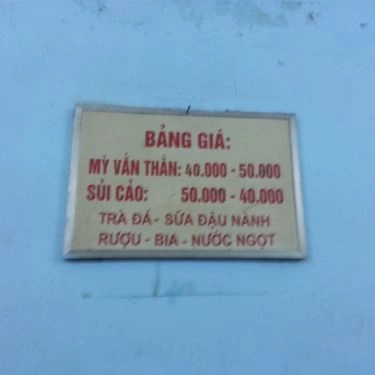 BẢNG GIÁ:
MỲ VẮN THẮN: 40.000 - 50.000
SỦI CẢO: 50.000 - 40.000
TRÀ ĐÁ - SỮA ĐẬU NÀNH
RƯỢU - BIA - NƯỚC NGỌT